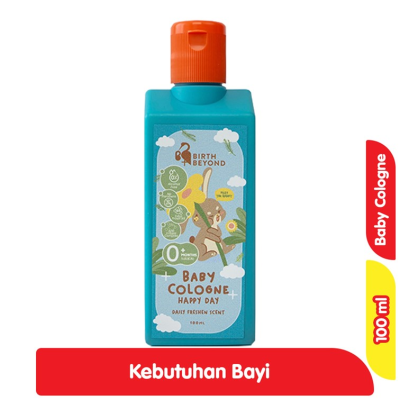 BIRTH
BEYOND
0+
MONTHS
BABY
COLOGNE
HAPPY DAY
DAILY FRESHEN SCENT
100ML
Baby Cologne
100 ml
Kebutuhan Bayi